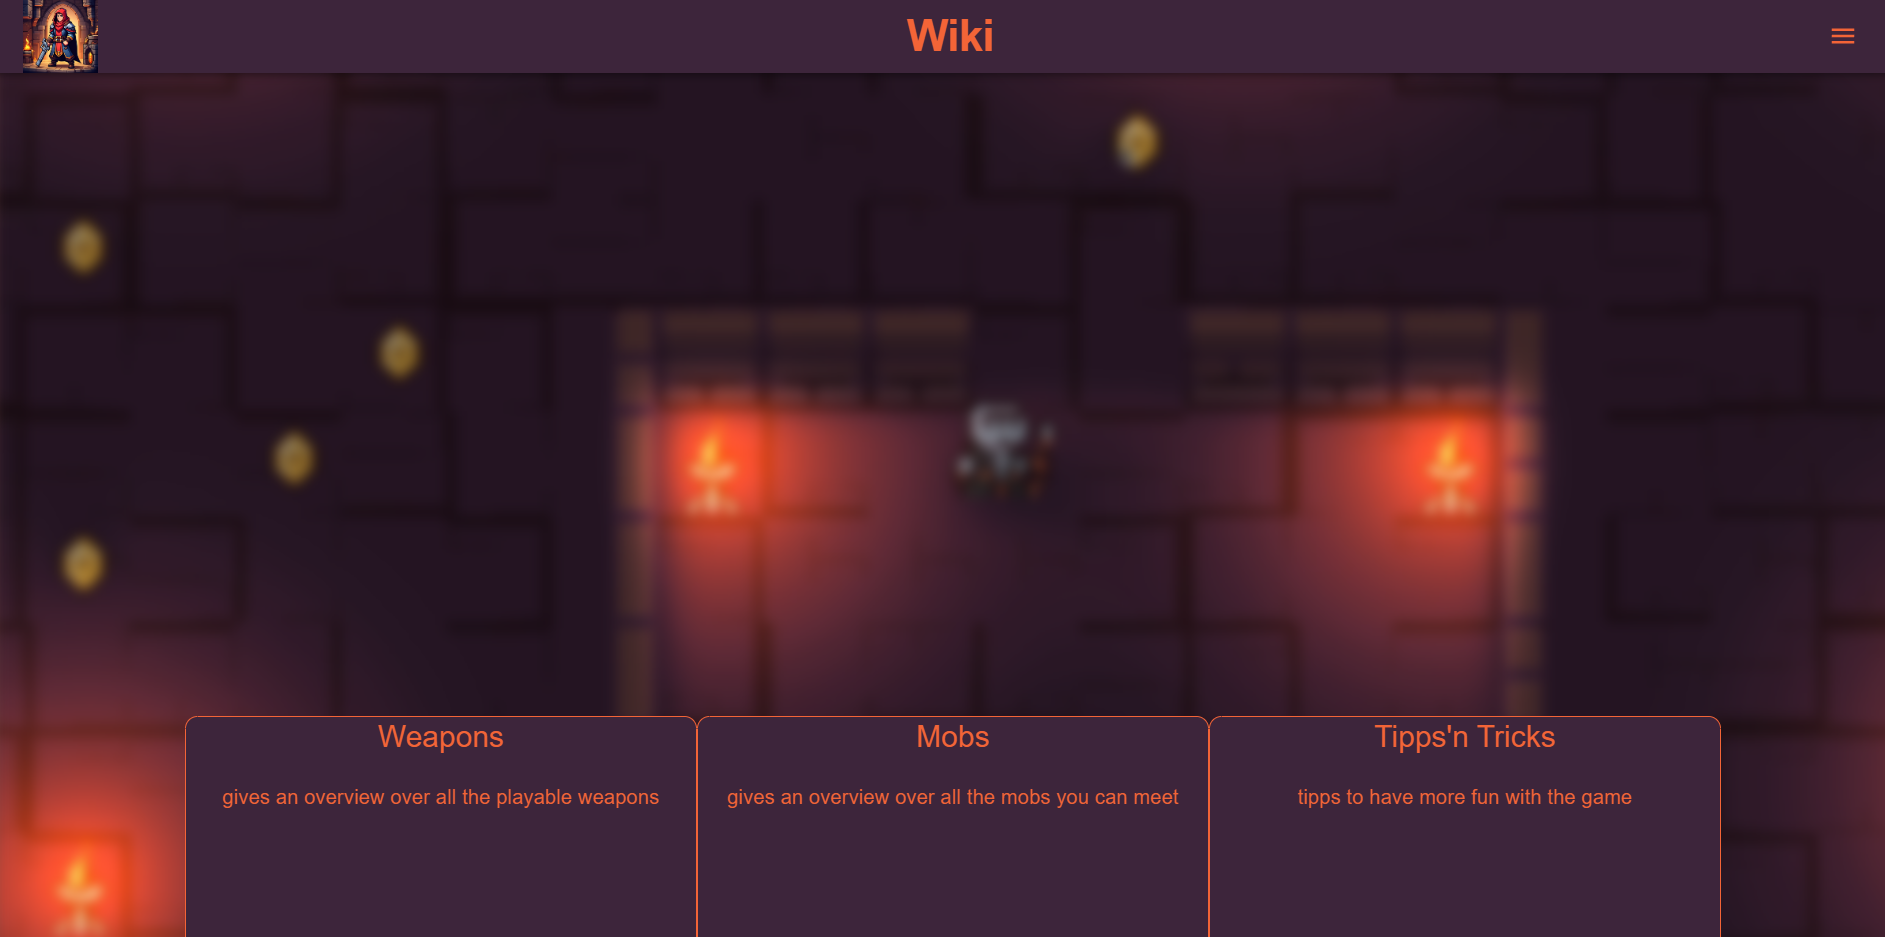 Wiki
Weapons
gives an overview over all the playable weapons
Mobs
gives an overview over all the mobs you can meet
Tipps'n Tricks
tipps to have more fun with the game